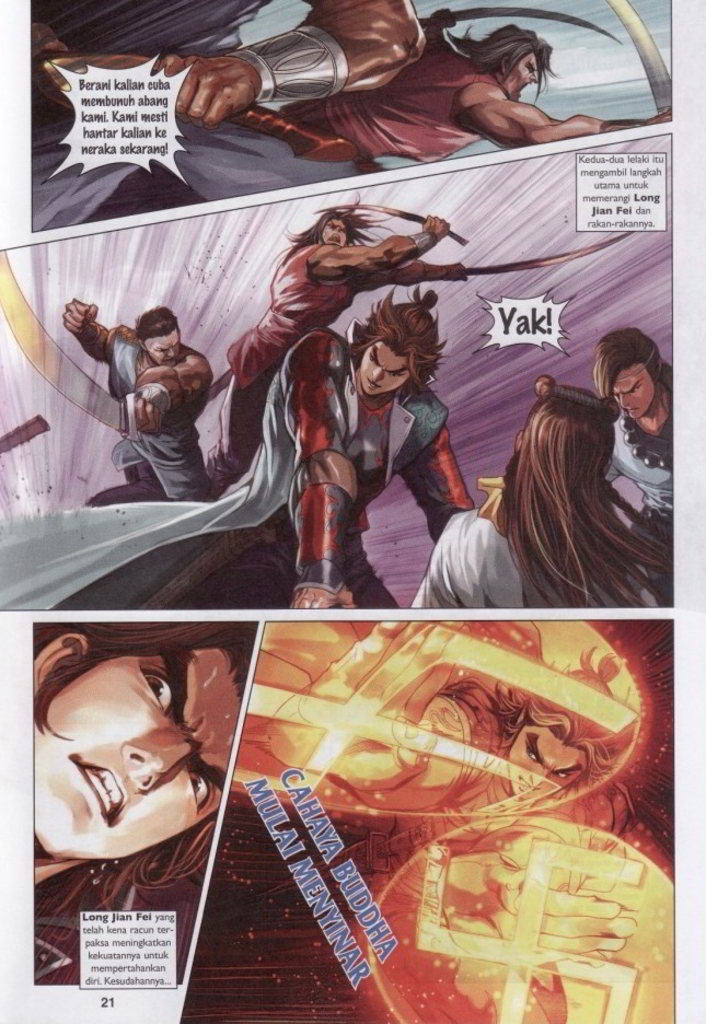 Berani kalian cuba
membunuh abang
kami. Kami mesti
hantar kalian ke
neraka sekarang!
Kedua-dua lelaki itu
mengambil langkah
utama untuk
memerangi Long
Jian Fei dan
rakan-rakannya.
Yak!
CAHAYA BUDDHA
MULAI MENYINAR
Long Jian Fei yang
telah kena racun ter-
paksa meningkatkan
kekuatannya untuk
mempertahankan
diri. Kesudahannya...
21